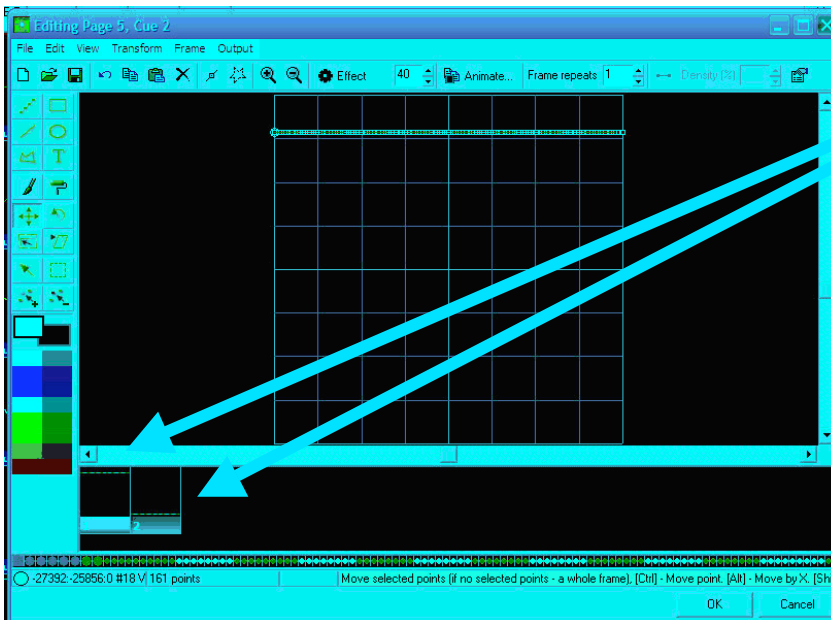 Editing Page 5, Cue 2
File Edit View Transform Frame Output
Effect 40 Animate... Frame repeats 1 Density (%)
T
2
-27392:-25856:0 #18 V 161 points Move selected points (if no selected points - a whole frame), [Ctrl] - Move point. [Alt] - Move by X. [Sh
OK Cancel